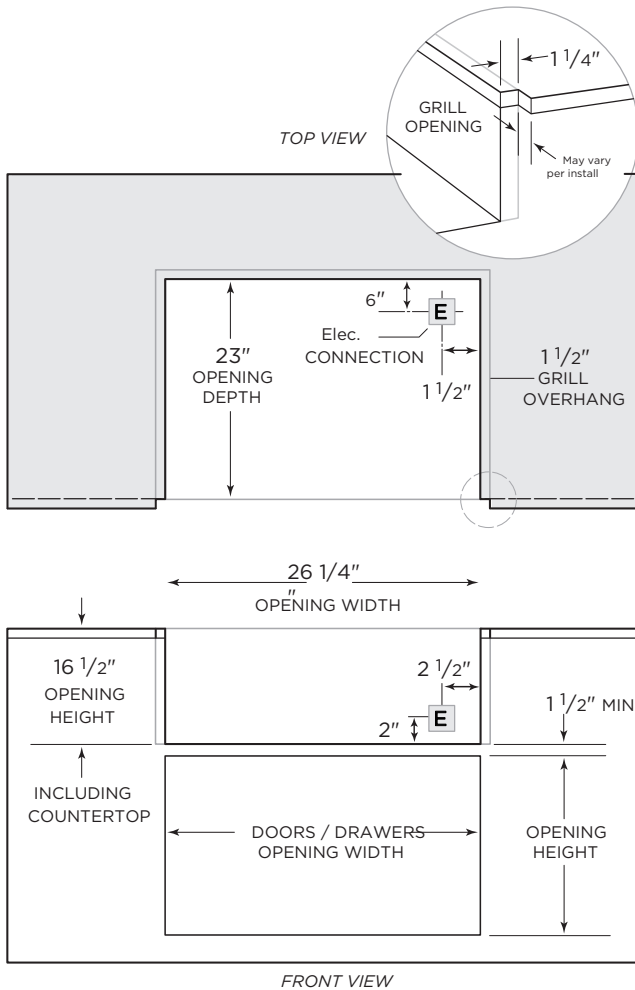 1 1/4"
GRILL
OPENING
TOP VIEW
May vary
per install
6"
E
Elec.
CONNECTION
23"
OPENING
DEPTH
1 1/2"
1 1/2"
GRILL
OVERHANG
26 1/4"
"
OPENING WIDTH
16 1/2"
OPENING
HEIGHT
2 1/2"
E
2"
1 1/2" MIN
INCLUDING
COUNTERTOP
DOORS / DRAWERS
OPENING WIDTH
OPENING
HEIGHT
FRONT VIEW